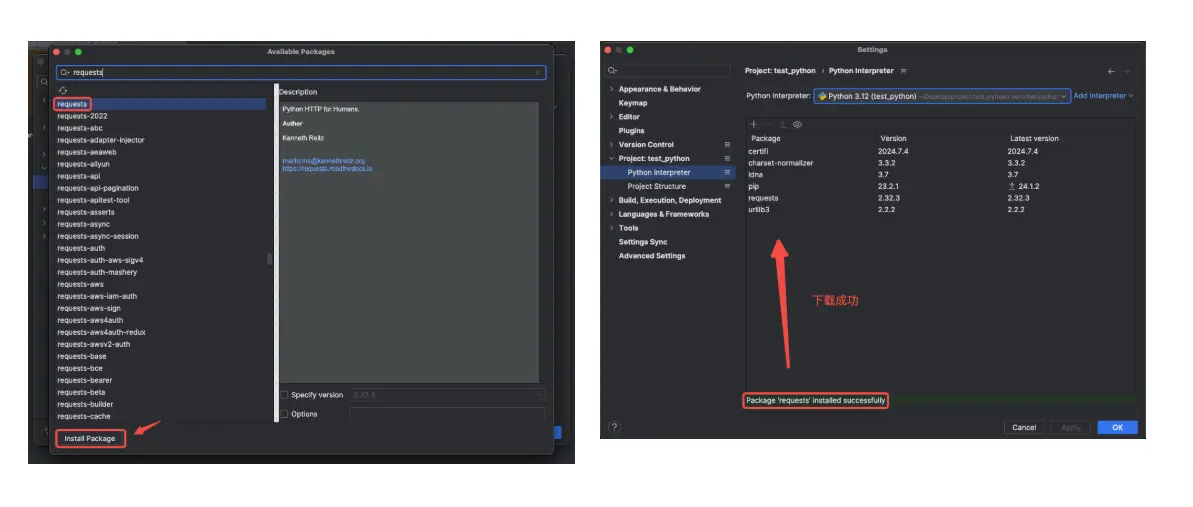 Available Packages
requests
requests
requests-2022
requests-abc
requests-adapter-injector
requests-aeaweb
requests-aliyun
requests-api
requests-api-pagination
requests-apitest-tool
requests-asserts
requests-async
requests-async-session
requests-auth
requests-auth-aws-sigv4
requests-auth-mashery
requests-aws
requests-aws-iam-auth
requests-aws-sign
requests-aws4auth
requests-aws4auth-redux
requests-awsv2-auth
requests-base
requests-bce
requests-bearer
requests-beta
requests-builder
requests-cache
Install Package
Description
Python HTTP for Humans.
Author
Kenneth Reitz
mailto:me@kennethreitz.org
https://requests.readthedocs.io
Specify version 2.32.3
Options
Settings
Appearance & Behavior
Keymap
Editor
Plugins
Version Control
Project: test_python
Python Interpreter
Project Structure
Build, Execution, Deployment
Languages & Frameworks
Tools
Settings Sync
Advanced Settings
Project: test_python › Python Interpreter
Python Interpreter: Python 3.12 (test_python) Add Interpreter
Package Version Latest version
certifi 2024.7.4 2024.7.4
charset-normalizer 3.3.2 3.3.2
idna 3.7 3.7
pip 23.2.1 24.1.2
requests 2.32.3 2.32.3
urllib3 2.2.2 2.2.2
下载成功
Package 'requests' installed successfully
? Cancel Apply OK